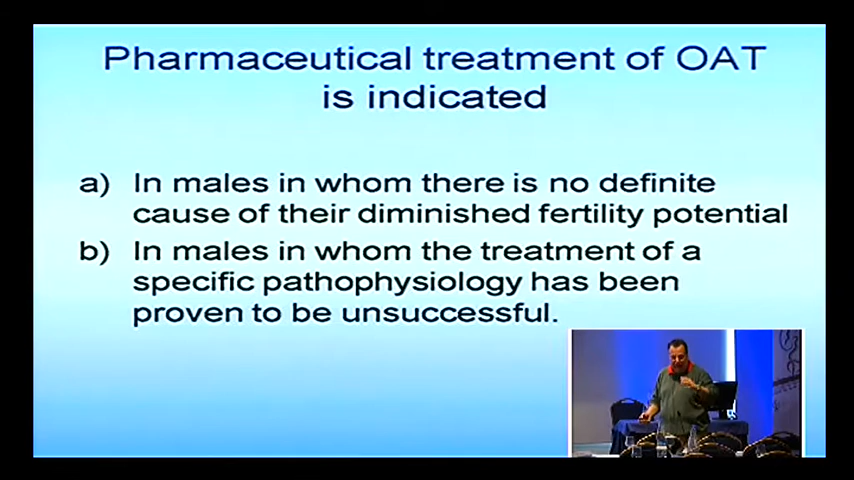 Pharmaceutical treatment of OAT
is indicated
a) In males in whom there is no definite
cause of their diminished fertility potential
b) In males in whom the treatment of a
specific pathophysiology has been
proven to be unsuccessful.